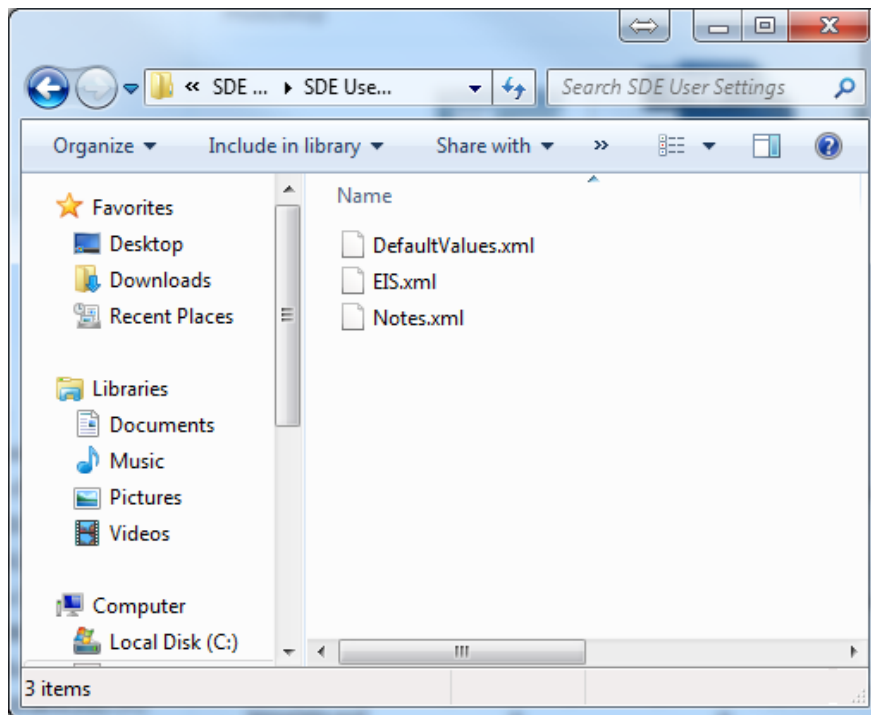 « SDE ... SDE Use... Search SDE User Settings
Organize Include in library Share with »
Name
Favorites
Desktop
Downloads
Recent Places
Libraries
Documents
Music
Pictures
Videos
Computer
Local Disk (C:)
DefaultValues.xml
EIS.xml
Notes.xml
3 items